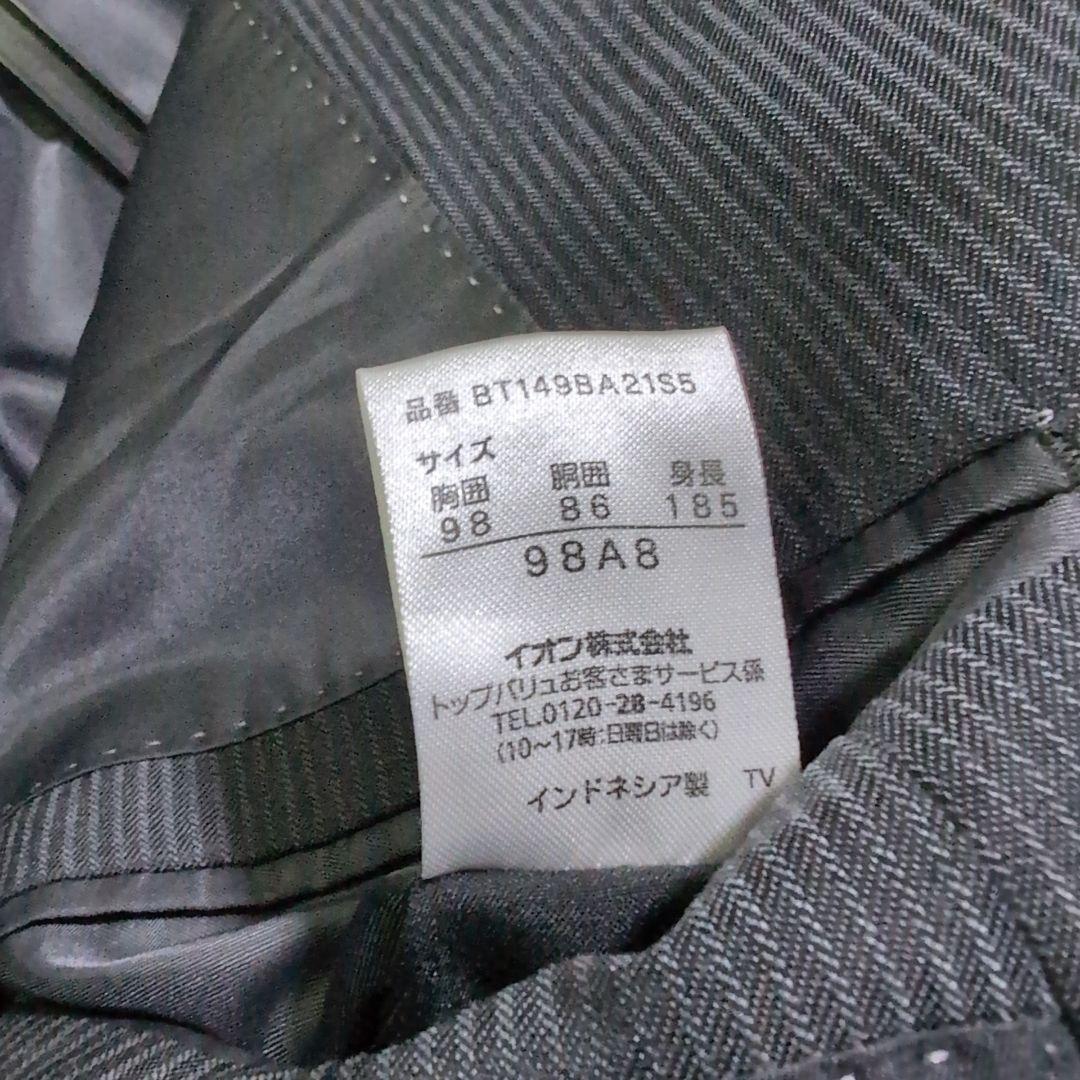 品番 BT149BA21S5
サイズ
胸囲 胴囲 身長
98 86 185
98A8
イオン株式会社
トップバリュお客さまサービス係
TEL.0120-28-4196
(10〜17時:日曜日は除く)
インドネシア製 TV